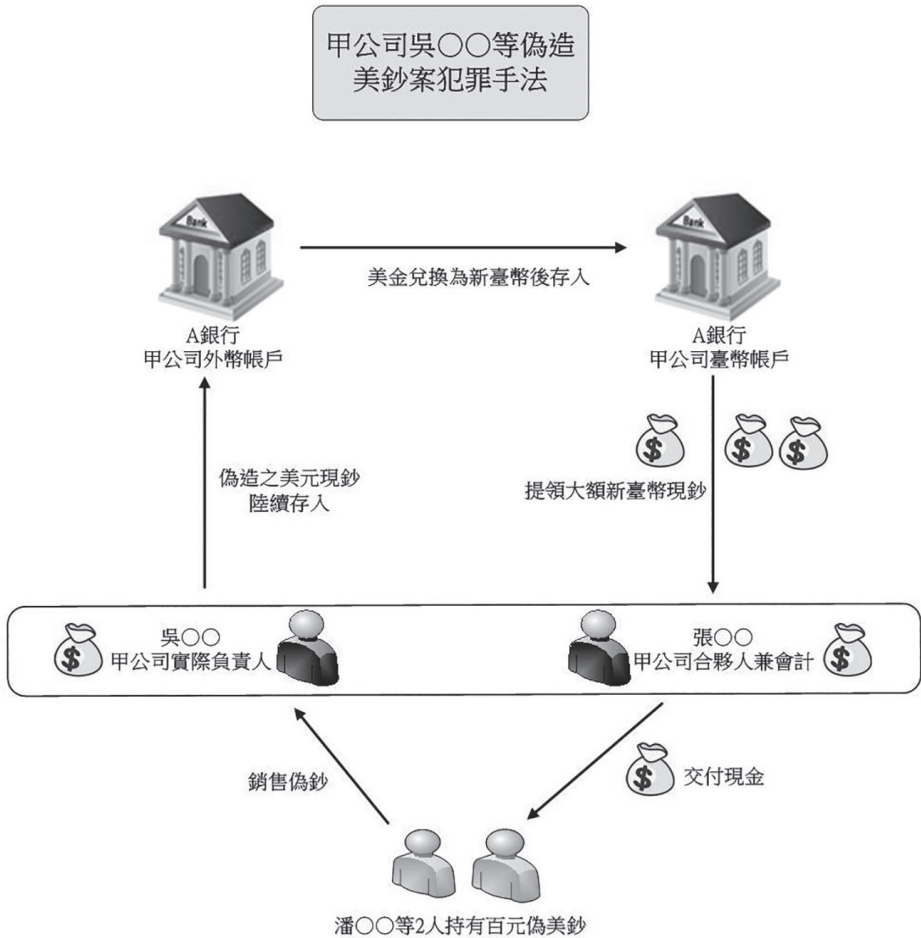 甲公司吳○○等偽造
美鈔案犯罪手法
Bank
Bank
美金兌換為新臺幣後存入
A銀行
甲公司外幣帳戶
A銀行
甲公司臺幣帳戶
$
$
$
偽造之美元現鈔
陸續存入
提領大額新臺幣現鈔
$
吳○○
甲公司實際負責人
張○○
甲公司合夥人兼會計
$
銷售偽鈔
$
交付現金
潘○○等2人持有百元偽美鈔